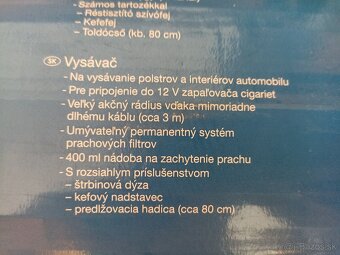 - Számos tartozékkal
– Réstisztító szívófej
– Kefefej
– Toldócső (kb. 80 cm)
SK Vysávač
- Na vysávanie polstrov a interiérov automobilu
- Pre pripojenie do 12 V zapaľovača cigariet
- Veľký akčný rádius vďaka mimoriadne
dlhému káblu (cca 3 m)
- Umývateľný permanentný systém
prachových filtrov
- 400 ml nádoba na zachytenie prachu
- S rozsiahlym príslušenstvom
– štrbinová dýza
– kefový nadstavec
– predlžovacia hadica (cca 80 cm)